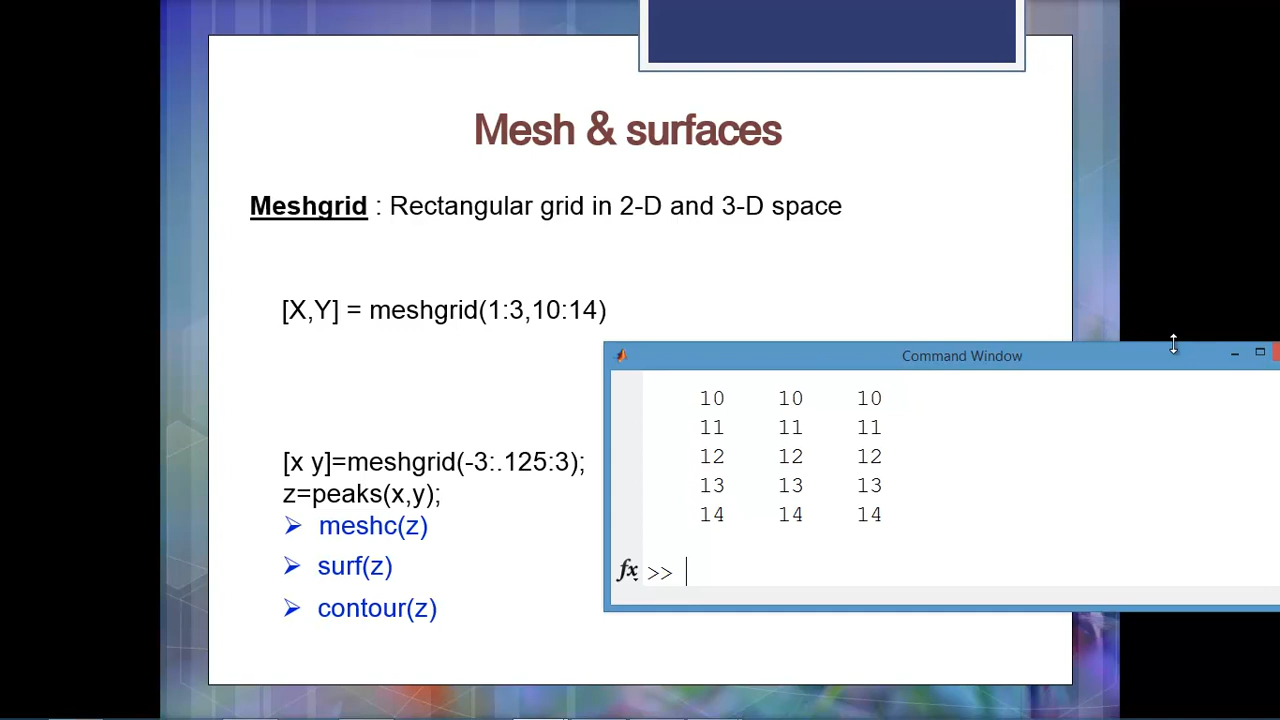 Mesh & surfaces
Meshgrid : Rectangular grid in 2-D and 3-D space
[X,Y] = meshgrid(1:3,10:14)
[x y]=meshgrid(-3:.125:3);
z=peaks(x,y);
➢ meshc(z)
➢ surf(z)
➢ contour(z)
Command Window
10 10 10
11 11 11
12 12 12
13 13 13
14 14 14
fx >>